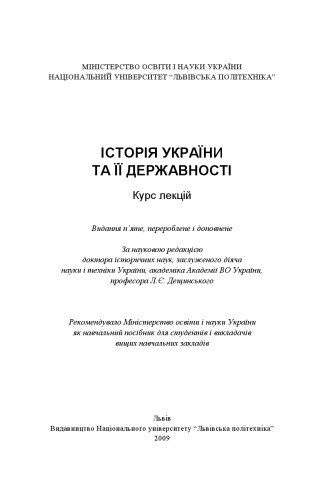 МІНІСТЕРСТВО ОСВІТИ І НАУКИ УКРАЇНИ
НАЦІОНАЛЬНИЙ УНІВЕРСИТЕТ “ЛЬВІВСЬКА ПОЛІТЕХНІКА”
ІСТОРІЯ УКРАЇНИ
ТА ЇЇ ДЕРЖАВНОСТІ
Курс лекцій
Видання п’яте, перероблене і доповнене
За науковою редакцією
доктора історичних наук, заслуженого діяча
науки і техніки України, академіка Академії ВО України,
професора Л.Є. Дещинського
Рекомендувало Міністерство освіти і науки України
як навчальний посібник для студентів і викладачів
вищих навчальних закладів
Львів
Видавництво Національного університету “Львівська політехніка”
2009